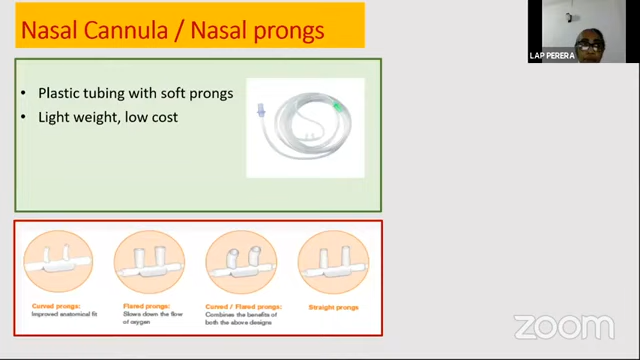 Nasal Cannula / Nasal prongs
LAP PERERA
• Plastic tubing with soft prongs
• Light weight, low cost
Curved prongs:
Improved anatomical fit
Flared prongs:
Slows down the flow
of oxygen
Curved / Flared prongs:
Combines the benefits of
both the above designs
Straight prongs
zoom